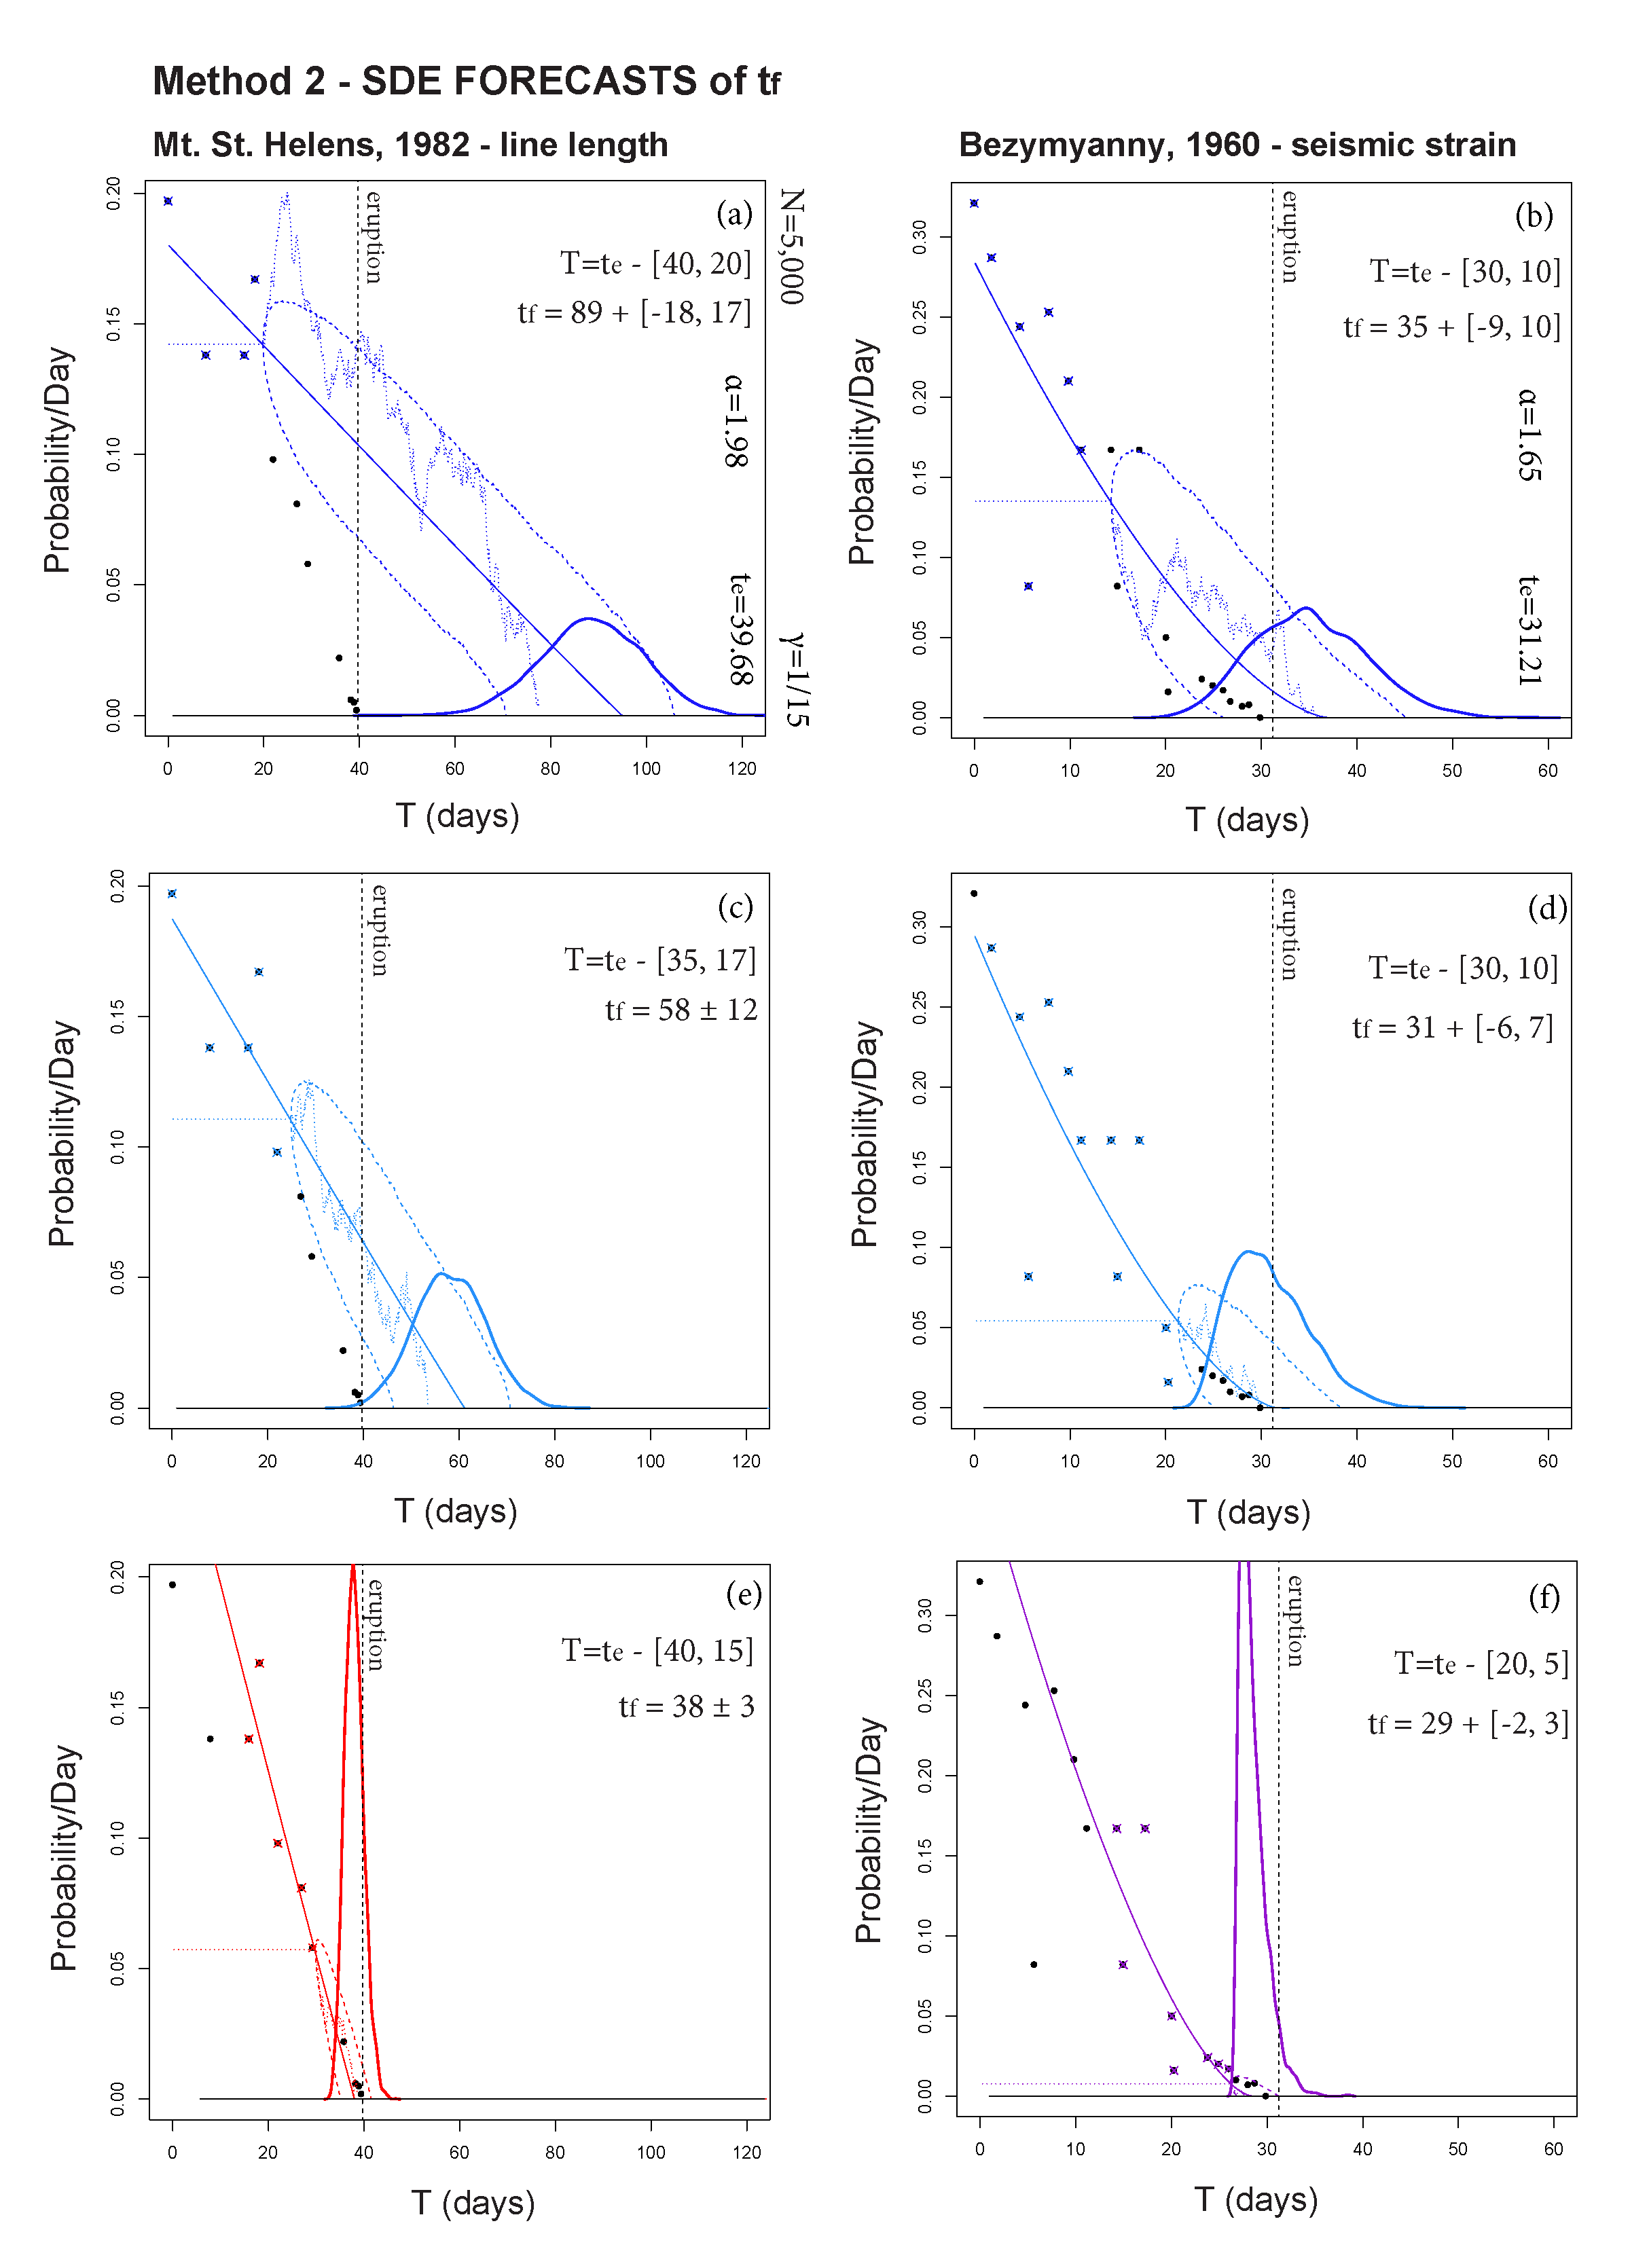 Method 2 - SDE FORECASTS of tf
Mt. St. Helens, 1982 - line length
Bezymyanny, 1960 - seismic strain
(a)
eruption
T=te - [40, 20]
tf = 89 + [-18, 17]
α=1.98
te=39.68
N=5,000
γ=1/15
Probability/Day
0.00 0.05 0.10 0.15 0.20
0 20 40 60 80 100 120
T (days)
(b)
eruption
T=te - [30, 10]
tf = 35 + [-9, 10]
α=1.65
te=31.21
Probability/Day
0.00 0.05 0.10 0.15 0.20 0.25 0.30
0 10 20 30 40 50 60
T (days)
(c)
eruption
T=te - [35, 17]
tf = 58 ± 12
Probability/Day
0.00 0.05 0.10 0.15 0.20
0 20 40 60 80 100 120
T (days)
(d)
eruption
T=te - [30, 10]
tf = 31 + [-6, 7]
Probability/Day
0.00 0.05 0.10 0.15 0.20 0.25 0.30
0 10 20 30 40 50 60
T (days)
(e)
eruption
T=te - [40, 15]
tf = 38 ± 3
Probability/Day
0.00 0.05 0.10 0.15 0.20
0 20 40 60 80 100 120
T (days)
(f)
eruption
T=te - [20, 5]
tf = 29 + [-2, 3]
Probability/Day
0.00 0.05 0.10 0.15 0.20 0.25 0.30
0 10 20 30 40 50 60
T (days)